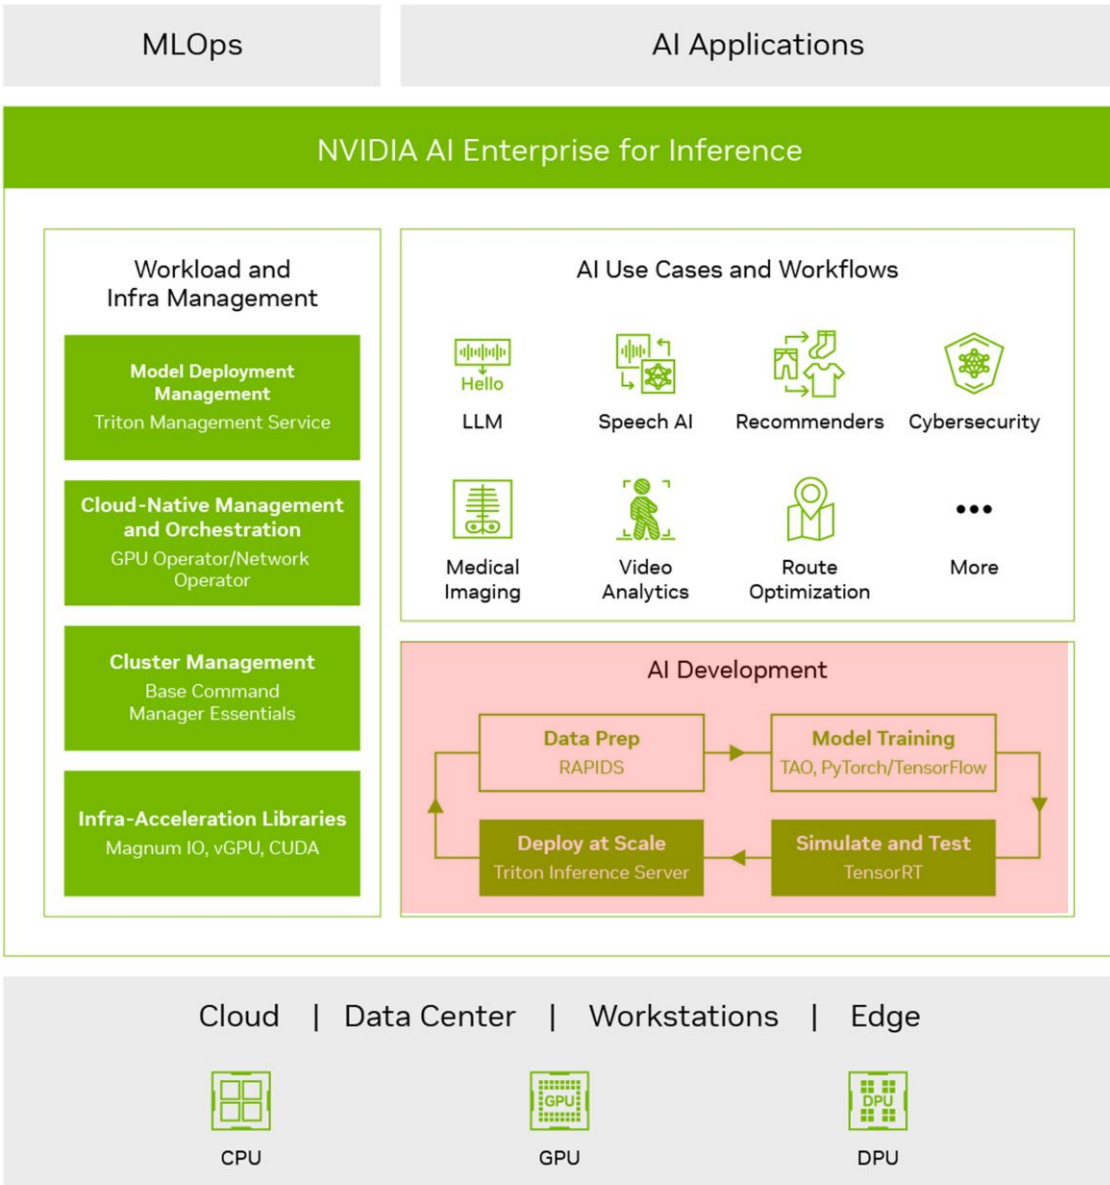 MLOps
AI Applications
NVIDIA AI Enterprise for Inference
Workload and
Infra Management
Model Deployment
Management
Triton Management Service
Cloud-Native Management
and Orchestration
GPU Operator/Network
Operator
Cluster Management
Base Command
Manager Essentials
Infra-Acceleration Libraries
Magnum IO, vGPU, CUDA
AI Use Cases and Workflows
Hello
LLM
Speech AI
Recommenders
Cybersecurity
Medical
Imaging
Video
Analytics
Route
Optimization
•••
More
AI Development
Data Prep
RAPIDS
Model Training
TAO, PyTorch/TensorFlow
Deploy at Scale
Triton Inference Server
Simulate and Test
TensorRT
Cloud | Data Center | Workstations | Edge
GPU
DPU
CPU
GPU
DPU